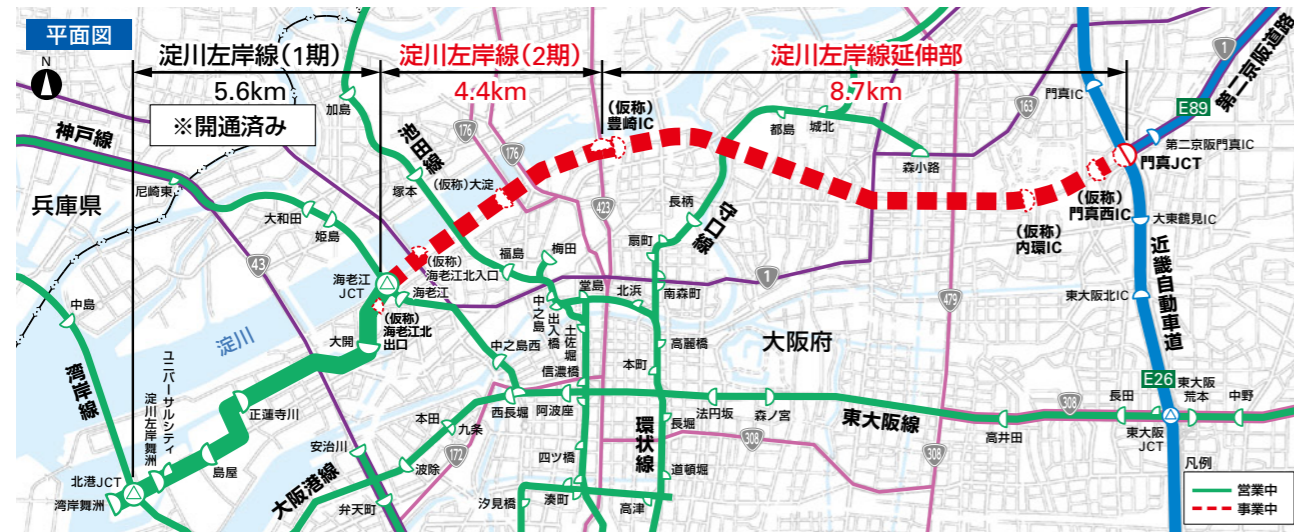 平面図
N
淀川左岸線(1期)
5.6km
※開通済み
淀川左岸線(2期)
4.4km
淀川左岸線延伸部
8.7km
神戸線
尼崎東
兵庫県
加島
池田線
塚本
176
176
(仮称)大淀
(仮称)
豊崎IC
423
都島
城北
森小路
163
門真IC
1
E89
第二京阪道路
第二京阪門真IC
門真JCT
(仮称)
門真西IC
(仮称)
内環IC
大東鶴見IC
近畿自動車道
東大阪北IC
大和田
姫島
43
海老江
JCT
(仮称)
海老江北入口
海老江
(仮称)
海老江北
出口
大開
福島
梅田
中之島
出入橋
堂島
土佐堀
北浜
長柄
守口線
扇町
南森町
1
479
高麗橋
大阪府
本町
中島
淀川
湾岸線
ユニバーサルシティ
淀川左岸舞洲
正蓮寺川
島屋
北港JCT
湾岸舞洲
安治川
大阪港線
弁天町
中之島西
信濃橋
西長堀
阿波座
本田
九条
172
波除
四ツ橋
汐見橋
湊町
環状線
長堀
道頓堀
高津
法円坂
森ノ宮
308
東大阪線
308
高井田
308
長田
E26
東大阪
荒本
中野
東大阪
JCT
凡例
営業中
事業中